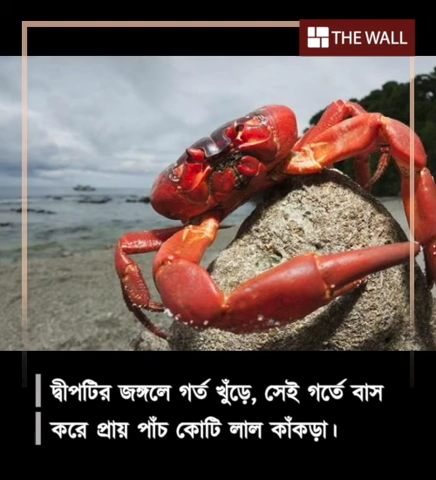 THE WALL
দ্বীপটির জঙ্গলে গর্ত খুঁড়ে, সেই গর্তে বাস
করে প্রায় পাঁচ কোটি লাল কাঁকড়া।